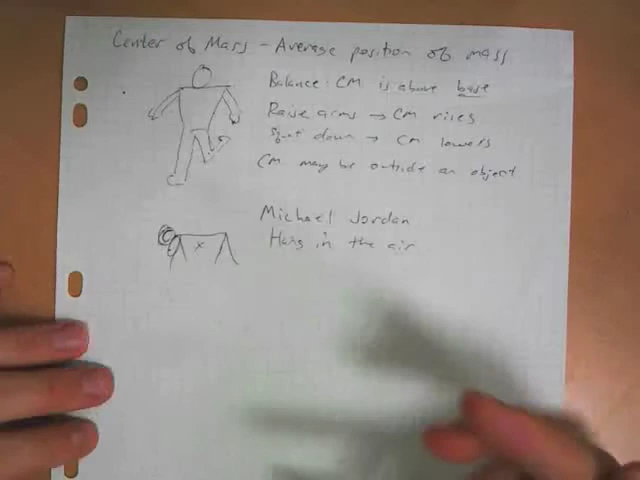 Center of Mass - Average position of mass
Balance: CM is above base
Raise arms → CM rises
Squat down → CM lowers
CM may be outside an object
Michael Jordan
Hang in the air
x